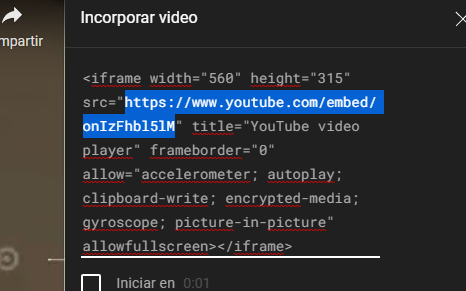 Incorporar video
mpartir
<iframe width="560" height="315"
src="https://www.youtube.com/embed/
onIzFhbl5lM" title="YouTube video
player" frameborder="0"
allow="accelerometer; autoplay;
clipboard-write; encrypted-media;
gyroscope; picture-in-picture"
allowfullscreen></iframe>
Iniciar en 0:01